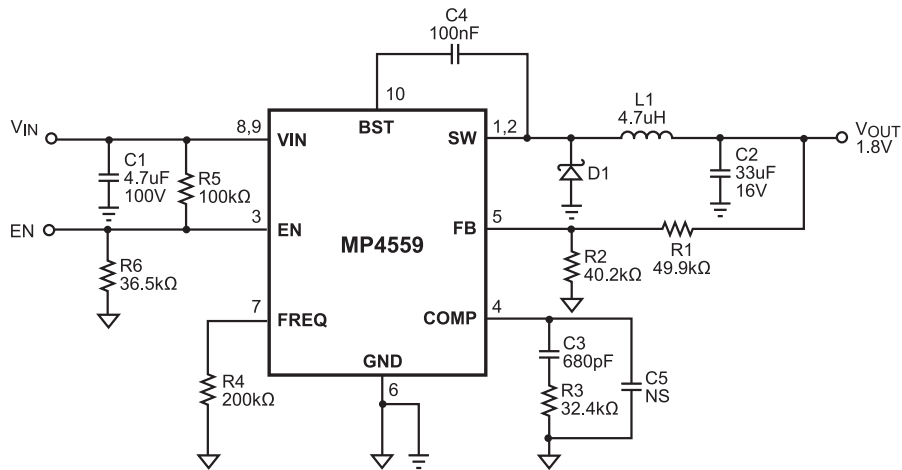 C4
100nF
10
BST
V_IN
8,9
VIN
SW
1,2
L1
4.7uH
V_OUT
1.8V
C1
4.7uF
100V
R5
100kΩ
D1
C2
33uF
16V
EN
3
EN
MP4559
FB
5
R6
36.5kΩ
R2
40.2kΩ
R1
49.9kΩ
7
FREQ
COMP
4
GND
6
R4
200kΩ
C3
680pF
R3
32.4kΩ
C5
NS